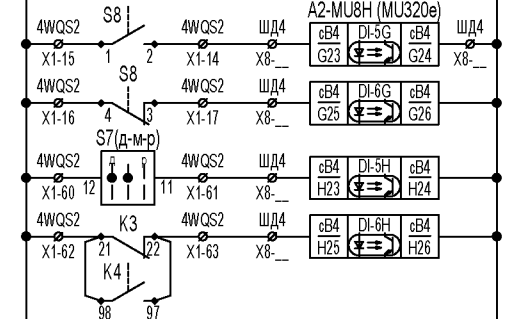 S8 A2-MU8H (MU320e)
4WQS2 4WQS2 ШД4 cB4 DI-5G cB4 ШД4
X1-15 1 2 X1-14 X8-__ G23 G24 X8-__
S8
4WQS2 4WQS2 ШД4 cB4 DI-6G cB4
X1-16 4 3 X1-17 X8-__ G25 G26
S7(д-м-р)
4WQS2 Д Р 4WQS2 ШД4 cB4 DI-5H cB4
X1-60 12 11 X1-61 X8-__ H23 H24
4WQS2 K3 4WQS2 ШД4 cB4 DI-6H cB4
X1-62 21 22 X1-63 X8-__ H25 H26
K4
98 97